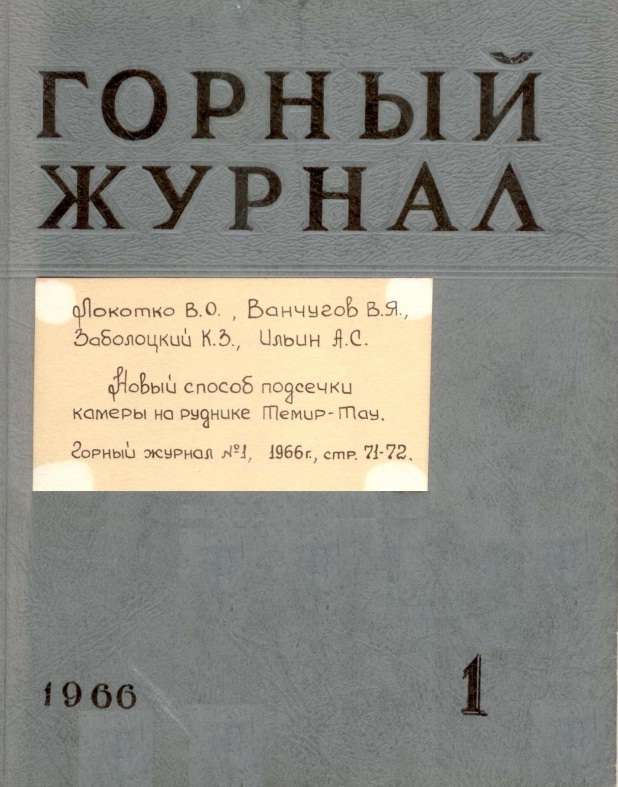 ГОРНЫЙ
ЖУРНАЛ
Локотко В.О., Ванчугов В.Я.,
Заболоцкий К.З., Ильин А.С.
Новый способ подсечки
камеры на руднике Темир-Тау.
Горный журнал №1, 1966г., стр. 71-72.
1966
1